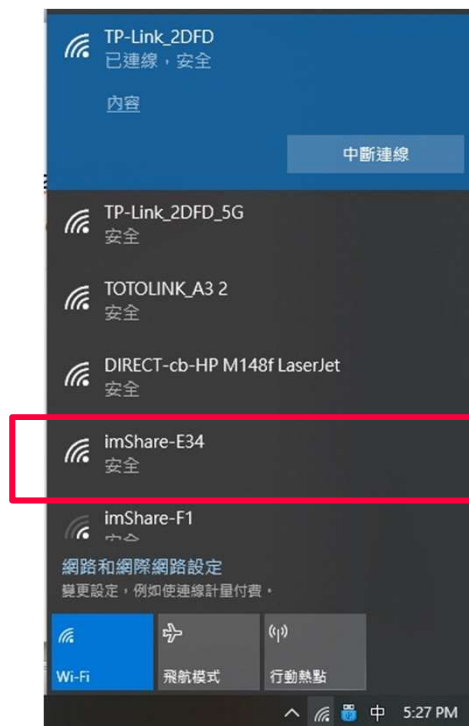 TP-Link_2DFD
已連線，安全
內容
中斷連線
TP-Link_2DFD_5G
安全
TOTOLINK_A3 2
安全
DIRECT-cb-HP M148f LaserJet
安全
imShare-E34
安全
imShare-F1
安全
網路和網際網路設定
變更設定，例如使連線計量付費。
Wi-Fi
飛航模式
行動熱點
中
5:27 PM